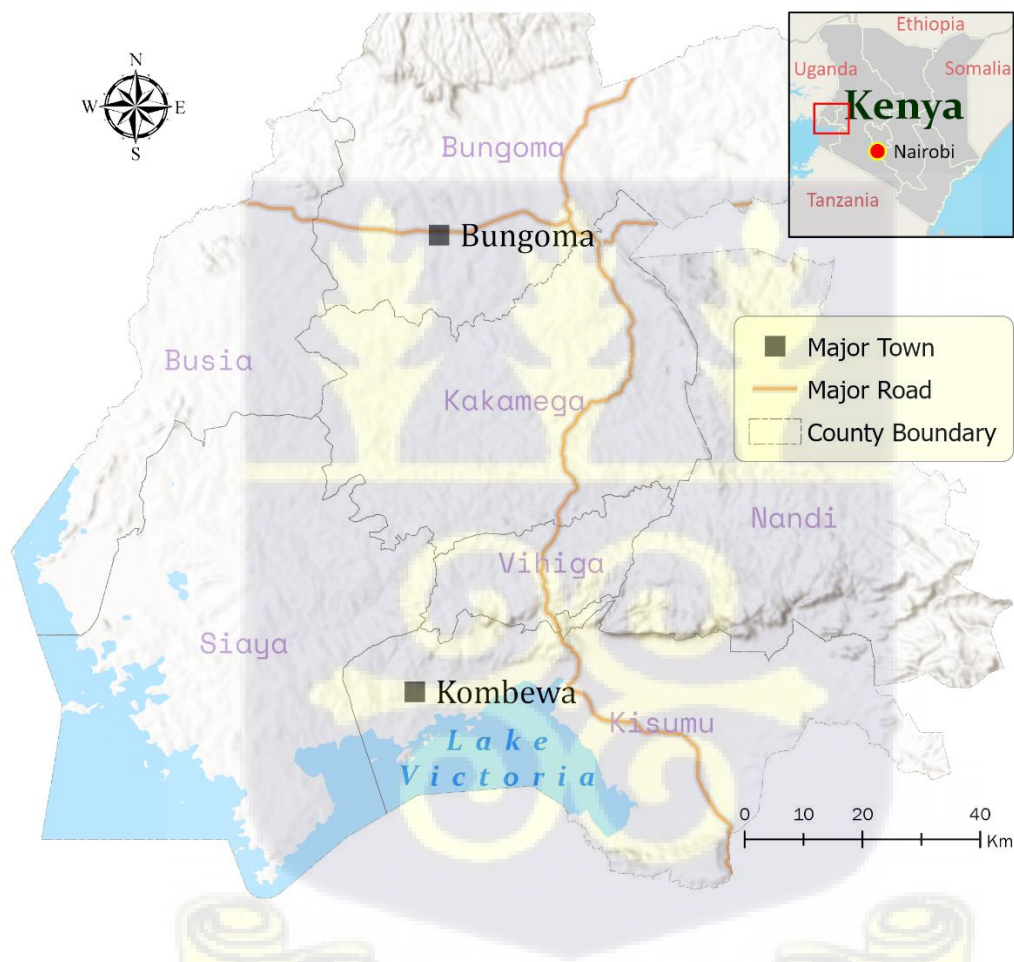 N
W
E
S
Ethiopia
Uganda
Somalia
Kenya
Nairobi
Tanzania
Bungoma
Bungoma
Major Town
Major Road
County Boundary
Busia
Kakamega
Nandi
Vihiga
Siaya
Kombewa
Kisumu
Lake
Victoria
0 10 20 40
Km